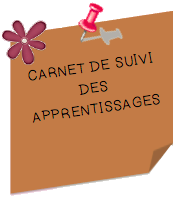 CARNET DE SUIVI
DES
APPRENTISSAGES